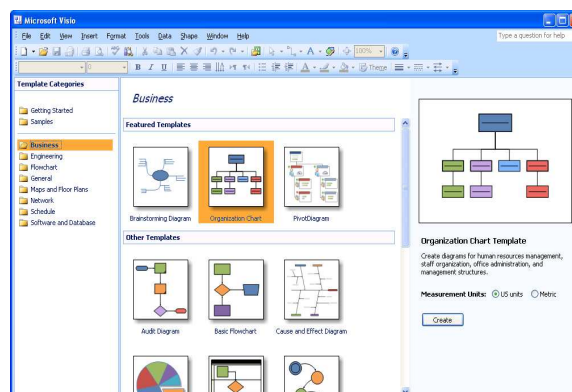 Microsoft Visio
File Edit View Insert Format Tools Data Shape Window Help
Type a question for help
100%
B I U
Theme
Template Categories
Getting Started
Samples
Business
Engineering
Flowchart
General
Maps and Floor Plans
Network
Schedule
Software and Database
Business
Featured Templates
Brainstorming Diagram
Organization Chart
PivotDiagram
Other Templates
Audit Diagram
Basic Flowchart
Cause and Effect Diagram
Organization Chart Template
Create diagrams for human resources management,
staff organization, office administration, and
management structures.
Measurement Units: US units Metric
Create